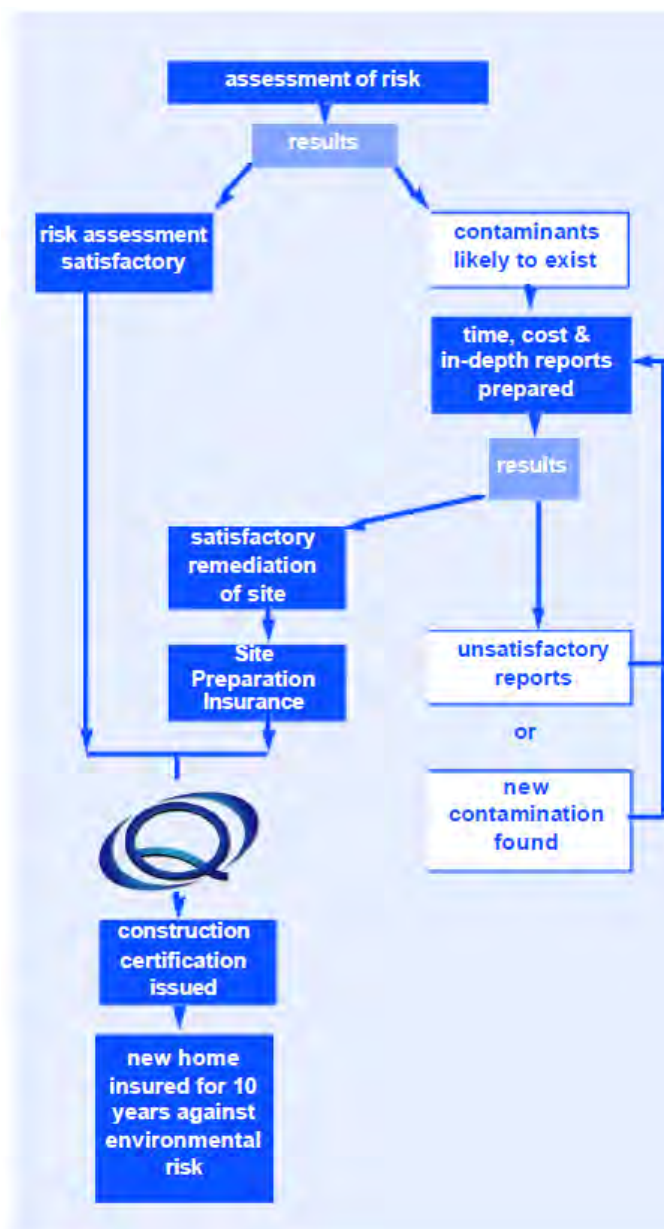 assessment of risk
results
risk assessment
satisfactory
contaminants
likely to exist
time, cost &
in-depth reports
prepared
results
satisfactory
remediation
of site
Site
Preparation
Insurance
unsatisfactory
reports
or
new
contamination
found
Q
construction
certification
issued
new home
insured for 10
years against
environmental
risk